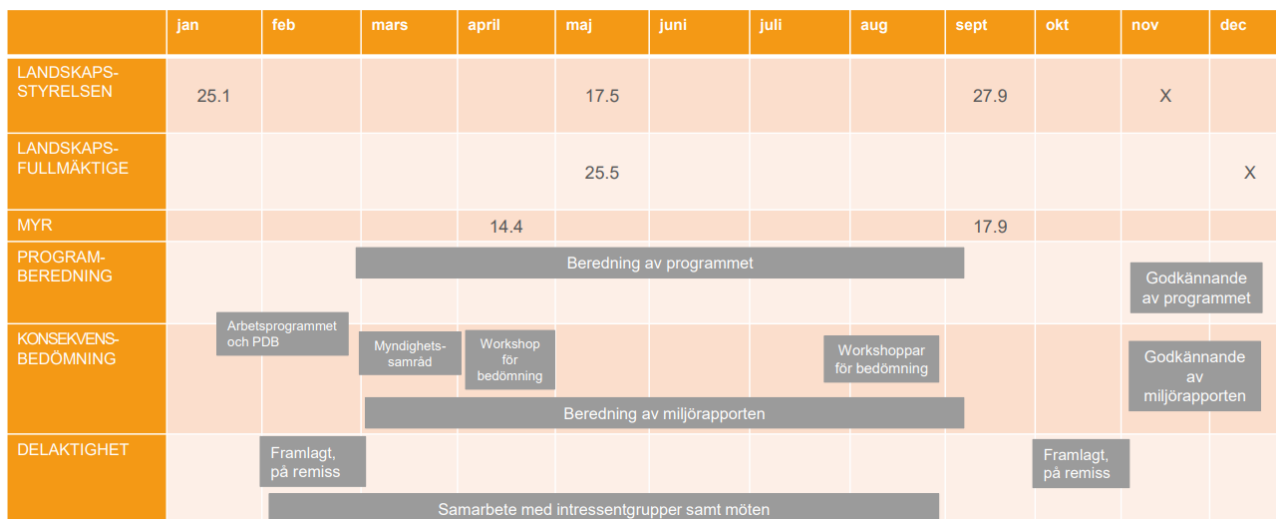 jan feb mars april maj juni juli aug sept okt nov dec
LANDSKAPS-
STYRELSEN
25.1 17.5 27.9 X
LANDSKAPS-
FULLMÄKTIGE
25.5 X
MYR
14.4 17.9
PROGRAM-
BEREDNING
Beredning av programmet
Godkännande
av programmet
Arbetsprogrammet
och PDB
KONSEKVENS-
BEDÖMNING
Myndighets-
samråd
Workshop
för
bedömning
Workshoppar
för bedömning
Godkännande
av
miljörapporten
Beredning av miljörapporten
DELAKTIGHET
Framlagt,
på remiss
Framlagt,
på remiss
Samarbete med intressentgrupper samt möten